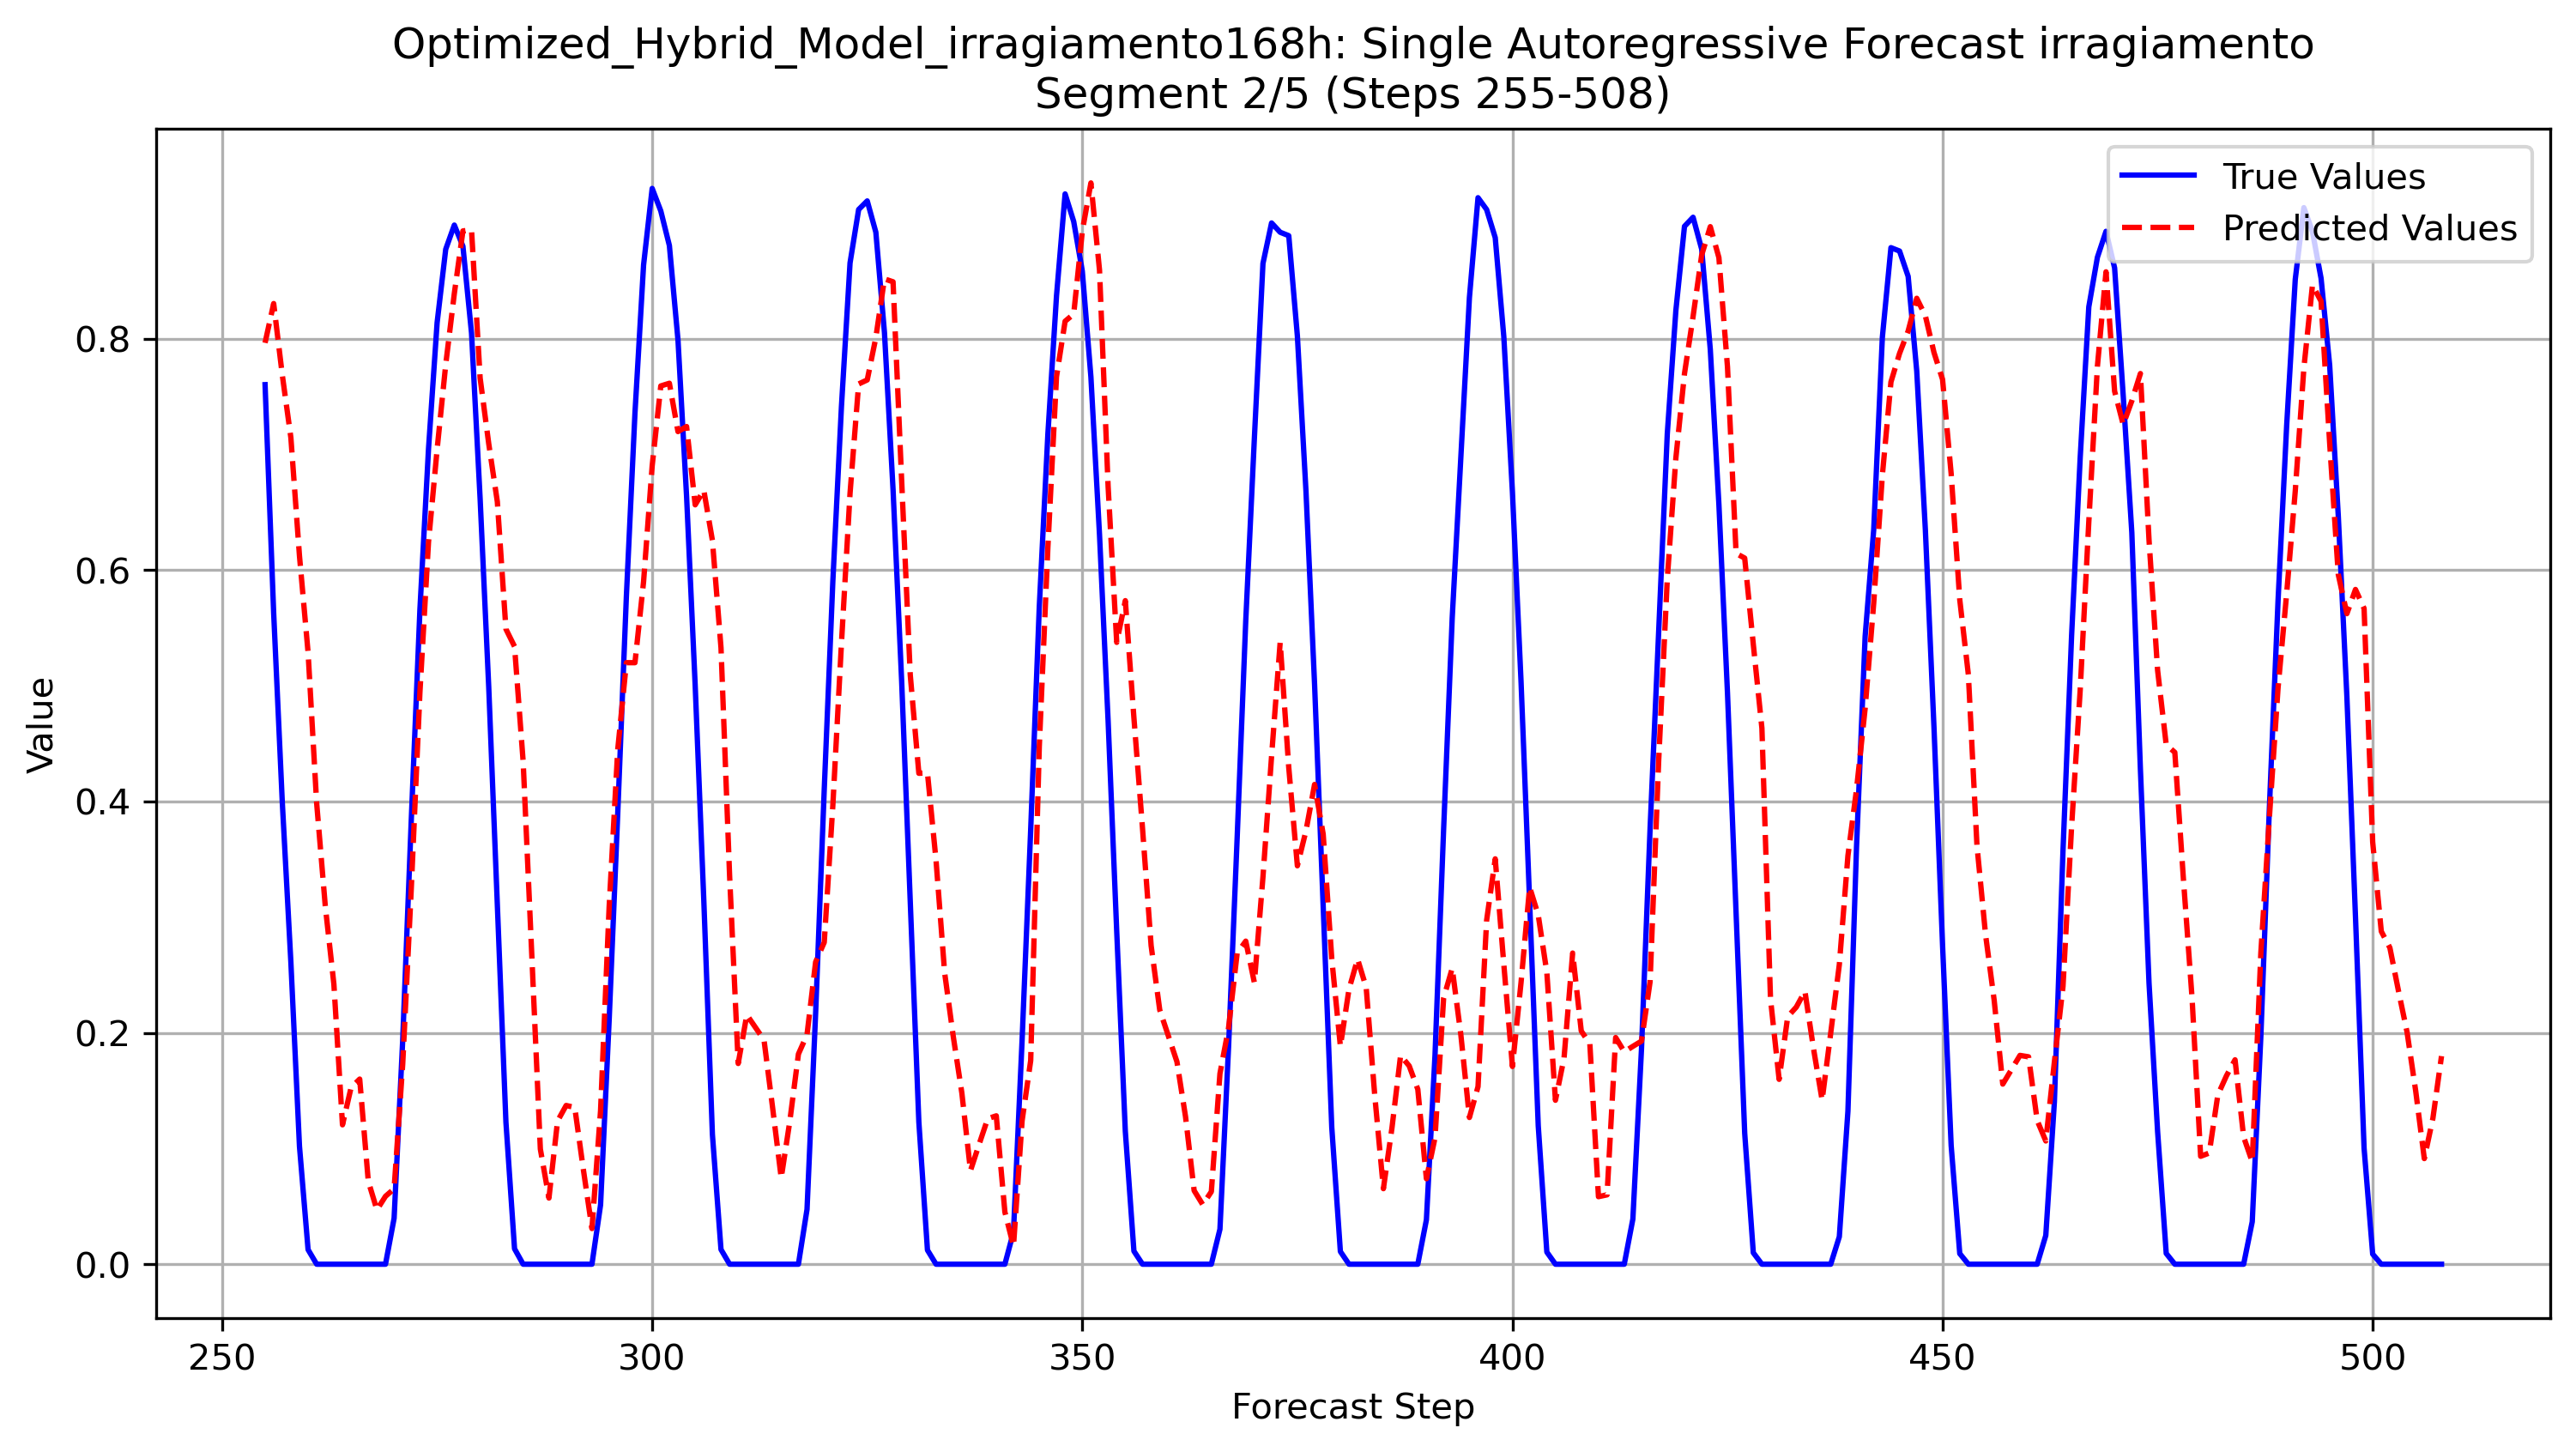 Optimized_Hybrid_Model_irragiamento168h: Single Autoregressive Forecast irragiamento
Segment 2/5 (Steps 255-508)
True Values
Predicted Values
Value
0.8
0.6
0.4
0.2
0.0
250
300
350
400
450
500
Forecast Step